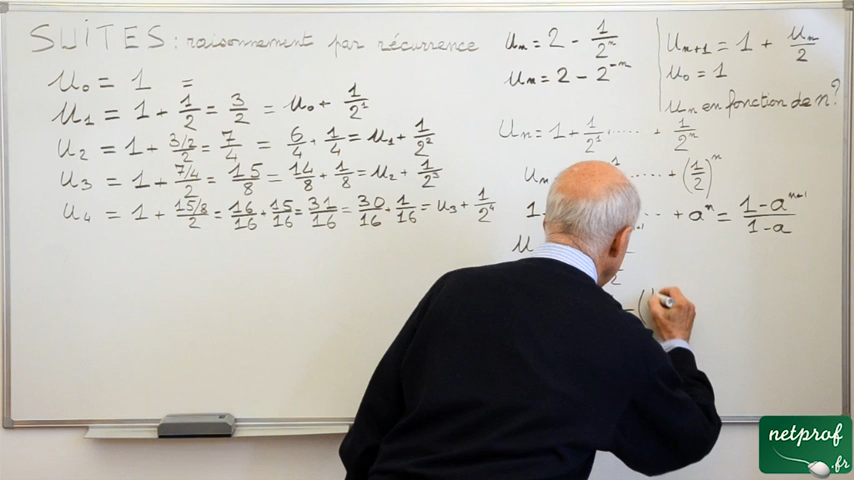 SUITES : raisonnement par récurrence
u₀ = 1 =
u₁ = 1 + 1/2 = 3/2 = u₀ + 1/2¹
u₂ = 1 + (3/2)/2 = 7/4 = 6/4 + 1/4 = u₁ + 1/2²
u₃ = 1 + (7/4)/2 = 15/8 = 14/8 + 1/8 = u₂ + 1/2³
u₄ = 1 + (15/8)/2 = 16/16 + 15/16 = 31/16 = 30/16 + 1/16 = u₃ + 1/2⁴
uₙ = 2 - 1/2ⁿ
uₙ = 2 - 2⁻ⁿ
uₙ₊₁ = 1 + uₙ/2
u₀ = 1
uₙ en fonction de n ?
uₙ = 1 + 1/2¹ ..... + 1/2ⁿ
uₙ ..... + (1/2)ⁿ
1 .. + aⁿ = (1-aⁿ⁺¹)/(1-a)
u
- (
netprof
.fr